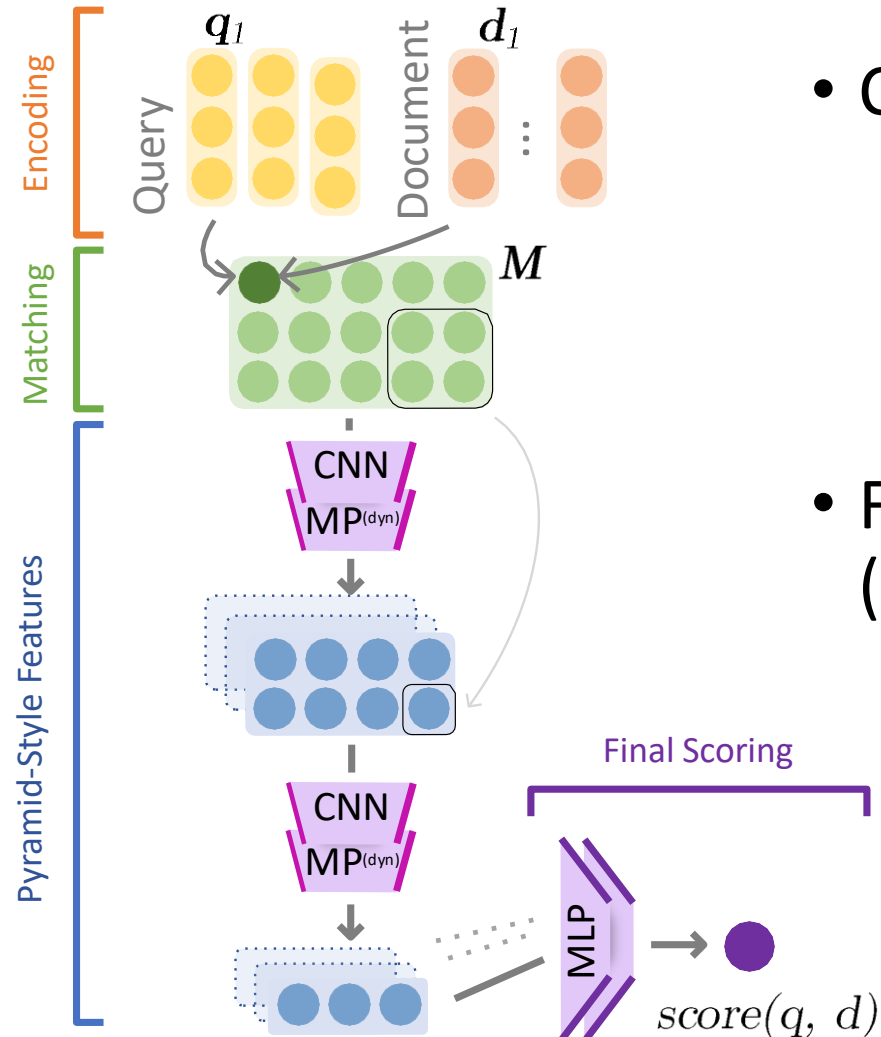 Encoding
Query
q1
Document
d1
...
Matching
M
Pyramid-Style Features
CNN
MP(dyn)
CNN
MP(dyn)
Final Scoring
MLP
score(q, d)
•
•
(